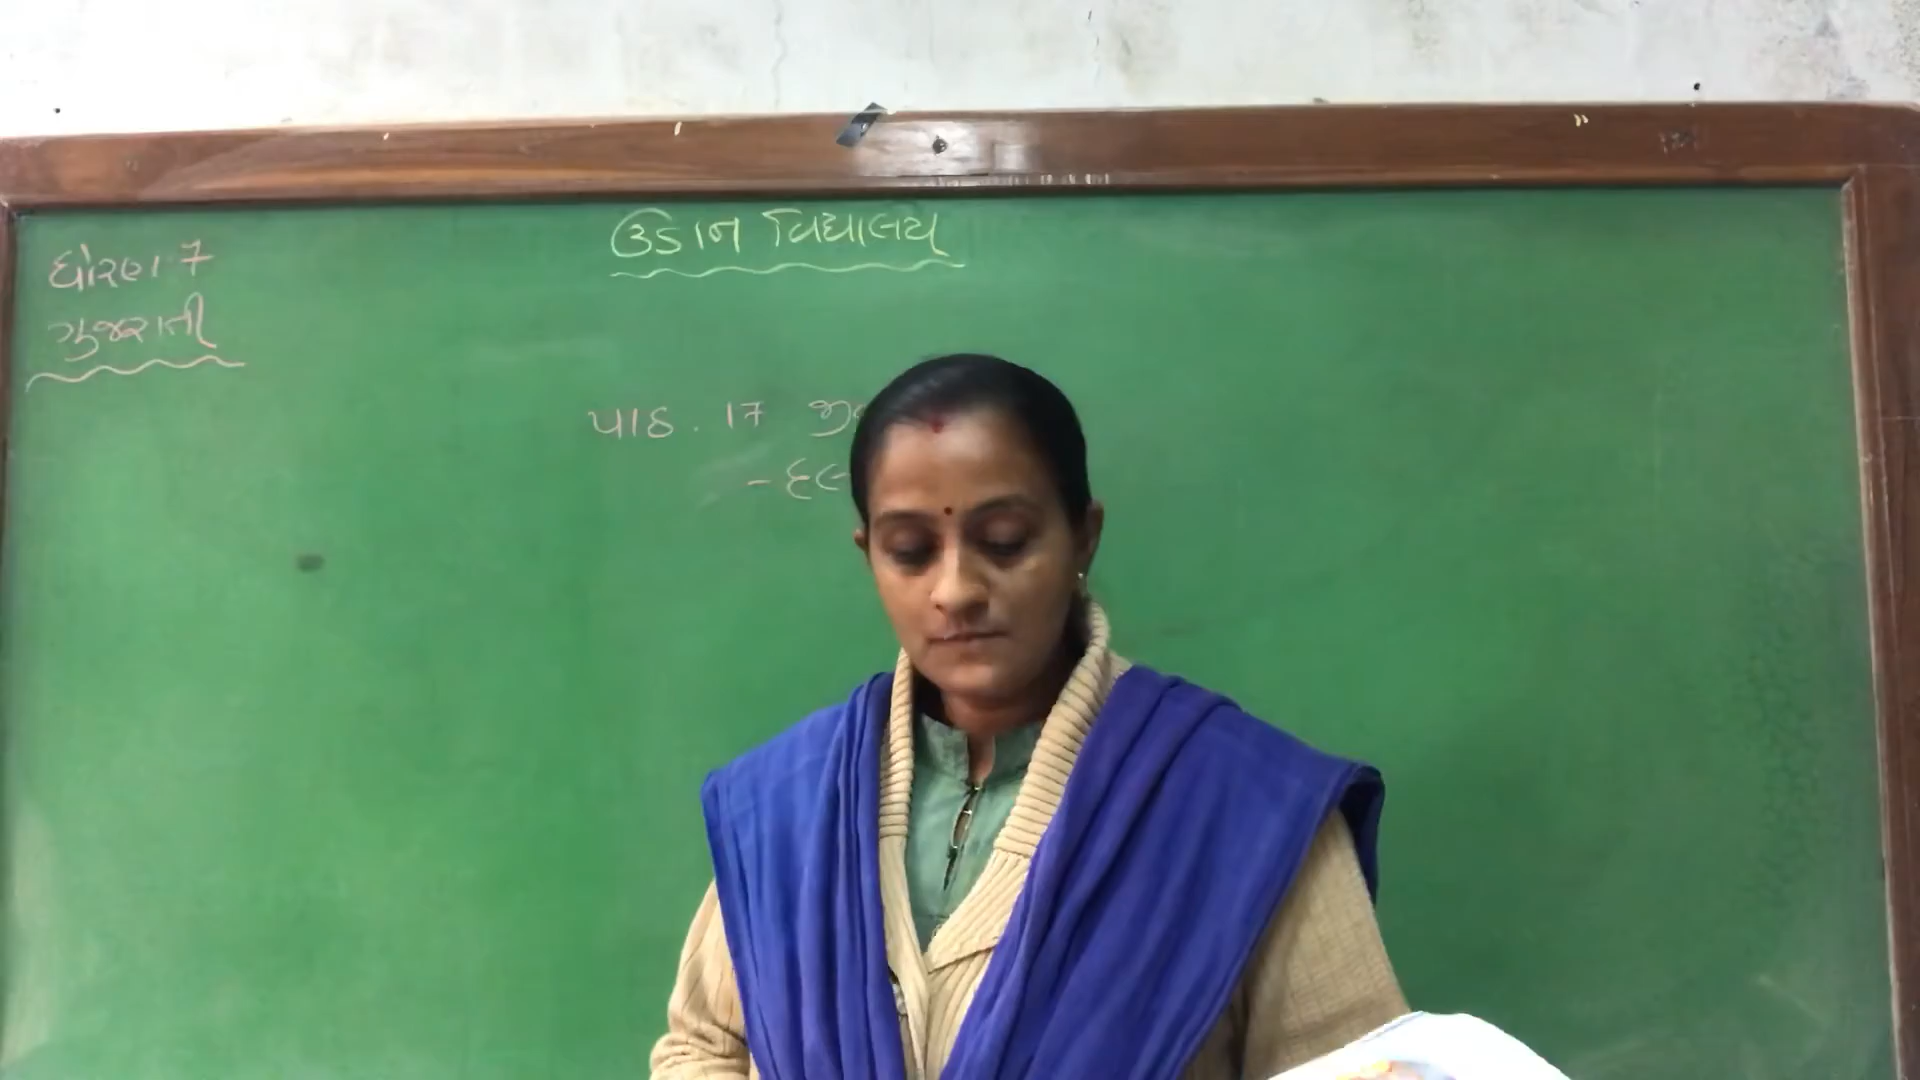 ઉડાન વિદ્યાલય
ધોરણ 7
ગુજરાતી
પાઠ. 17